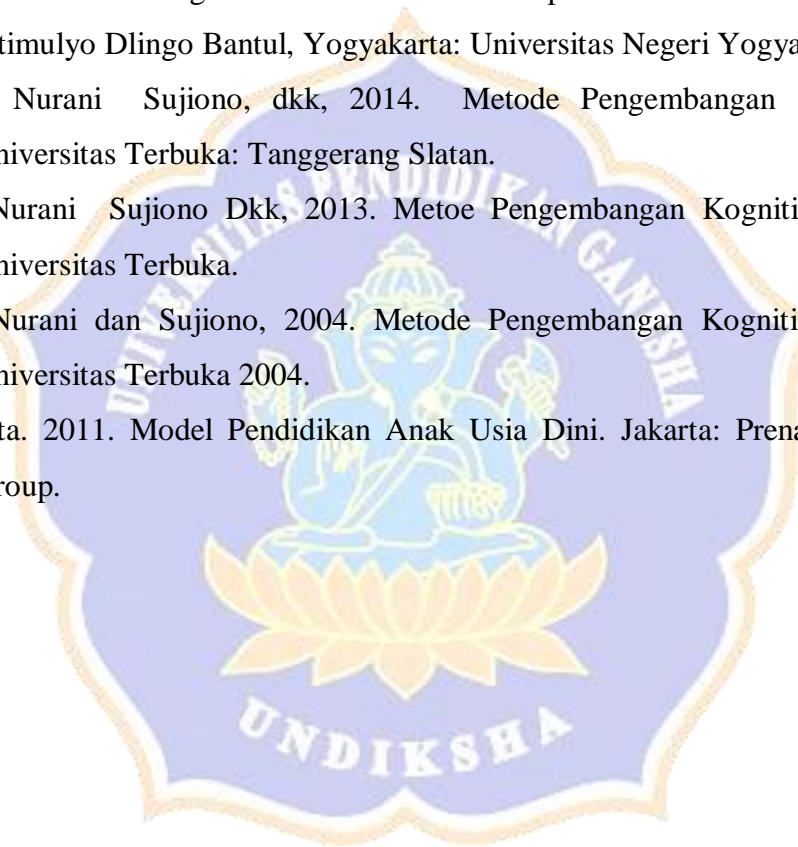 timulyo Dlingo Bantul, Yogyakarta: Universitas Negeri Yogya
Nurani Sujiono, dkk, 2014. Metode Pengembangan
niversitas Terbuka: Tanggerang Slatan.
Nurani Sujiono Dkk, 2013. Metoe Pengembangan Kogniti
niversitas Terbuka.
Nurani dan Sujiono, 2004. Metode Pengembangan Kogniti
niversitas Terbuka 2004.
ta. 2011. Model Pendidikan Anak Usia Dini. Jakarta: Prena
roup.
UNIVERSITAS PENDIDIKAN GANESHA
UNDIKSHA